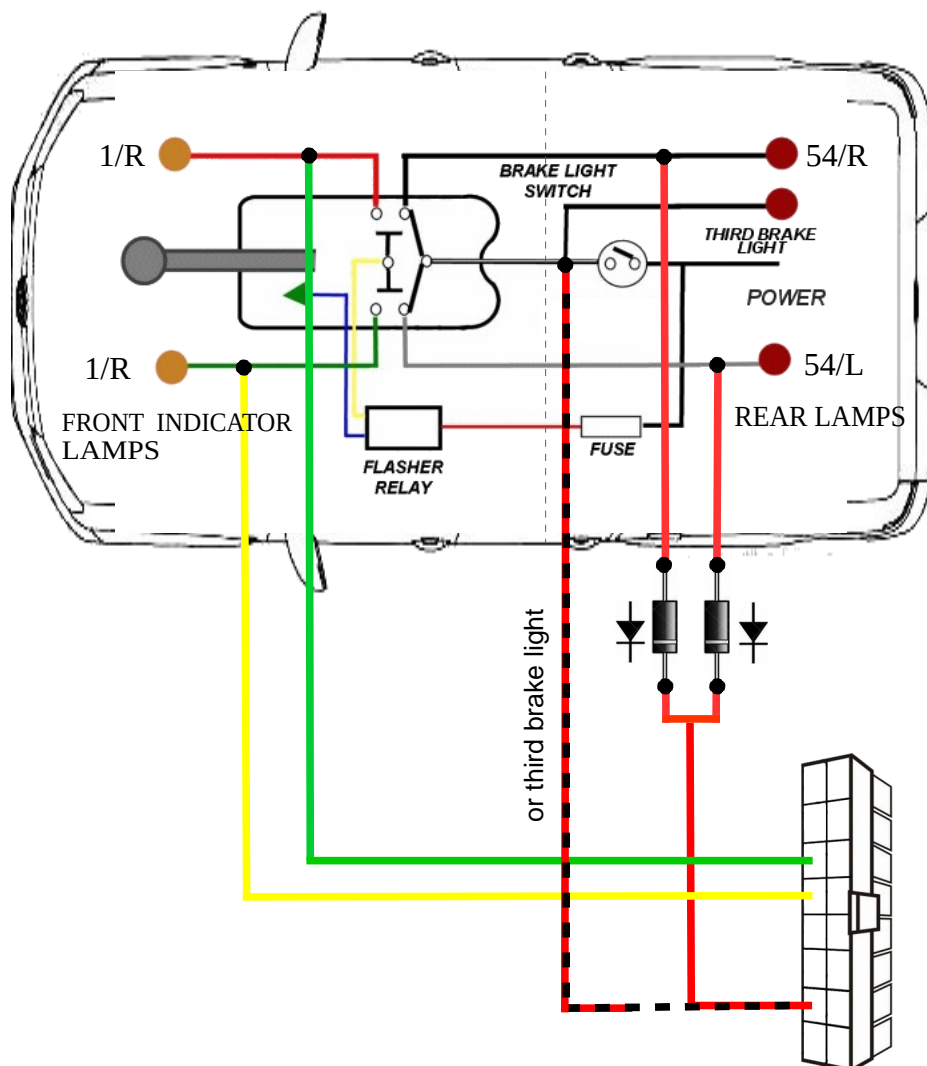 1/R
54/R
BRAKE LIGHT
SWITCH
THIRD BRAKE
LIGHT
POWER
1/R
54/L
FRONT INDICATOR
LAMPS
REAR LAMPS
FUSE
FLASHER
RELAY
or third brake light